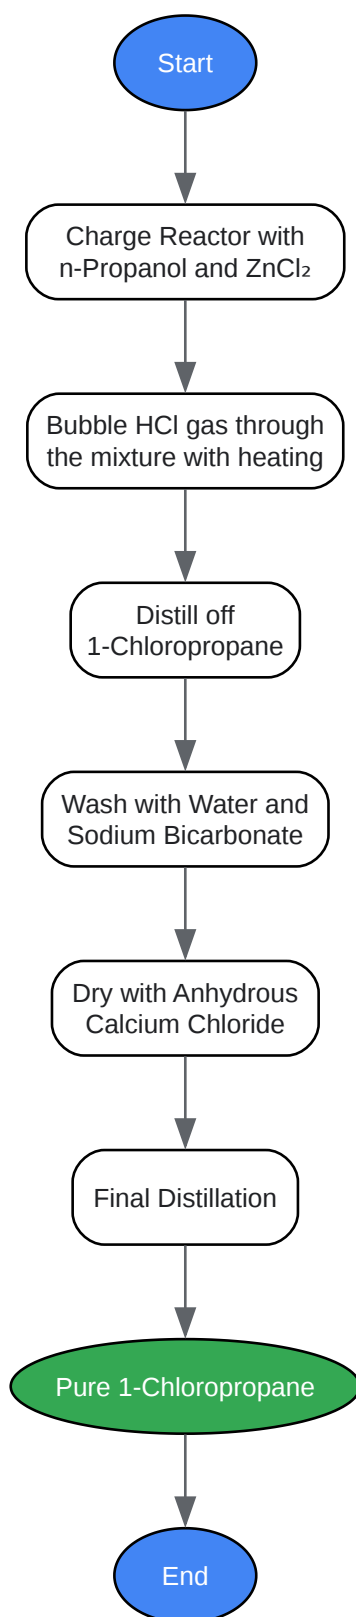 Start
Charge Reactor with
n-Propanol and ZnCl₂
Bubble HCl gas through
the mixture with heating
Distill off
1-Chloropropane
Wash with Water and
Sodium Bicarbonate
Dry with Anhydrous
Calcium Chloride
Final Distillation
Pure 1-Chloropropane
End